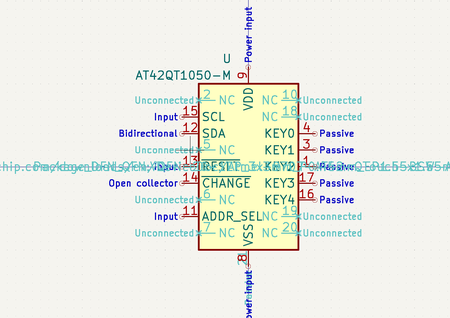 Power input
U
AT42QT1050-M
9
VDD
Unconnected 2 NC NC 10 Unconnected
Input 15 SCL NC 18 Unconnected
Bidirectional 12 SDA KEY0 4 Passive
Unconnected 5 NC KEY1 3 Passive
Input 13 REST KEY2 1 Passive
Open collector 14 CHANGE KEY3 17 Passive
Unconnected 6 NC KEY4 16 Passive
Input 11 ADDR_SEL NC 19 Unconnected
Unconnected 7 NC NC 20 Unconnected
VSS
8
ower input